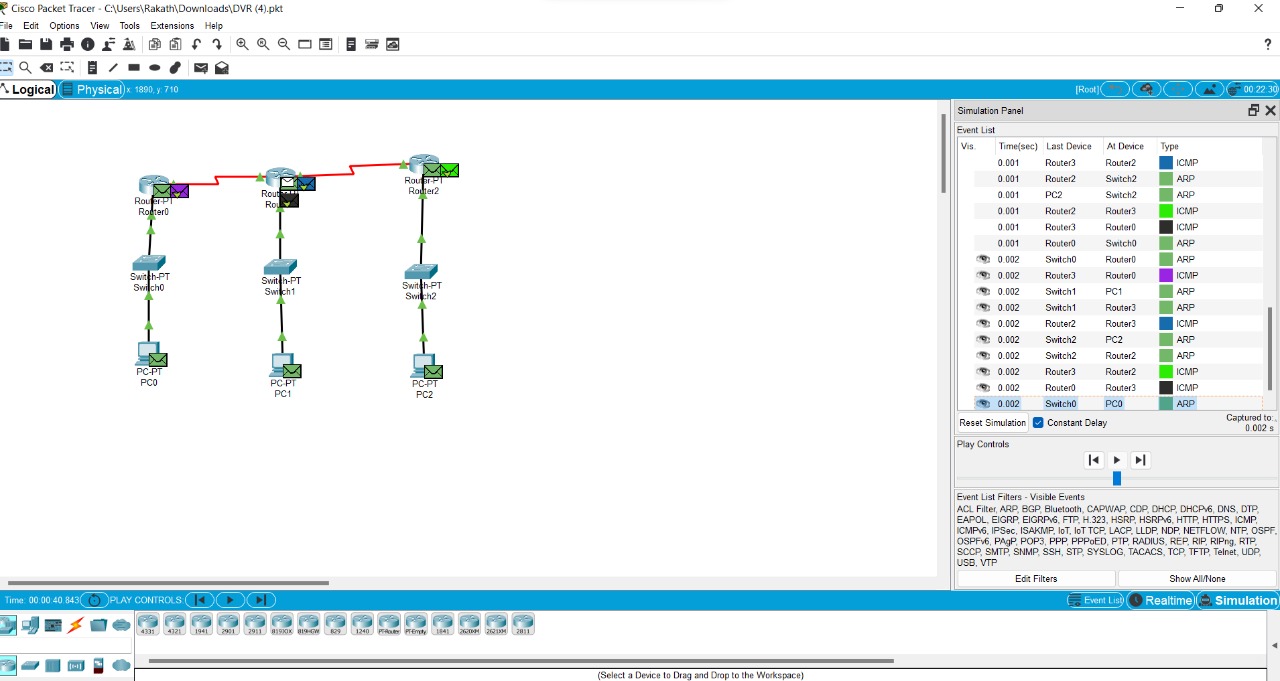 Cisco Packet Tracer - C:\Users\Rakath\Downloads\DVR (4).pkt
File Edit Options View Tools Extensions Help
?
Logical Physical x: 1890, y: 710 [Root] 00:22:30
Simulation Panel
Event List
Vis. Time(sec) Last Device At Device Type
0.001 Router3 Router2 ICMP
0.001 Router2 Switch2 ARP
0.001 PC2 Switch2 ARP
0.001 Router2 Router3 ICMP
0.001 Router3 Router0 ICMP
0.001 Router0 Switch0 ARP
0.002 Switch0 Router0 ARP
0.002 Router3 Router0 ICMP
0.002 Switch1 PC1 ARP
0.002 Switch1 Router3 ARP
0.002 Router2 Router3 ICMP
0.002 Switch2 PC2 ARP
0.002 Switch2 Router2 ARP
0.002 Router3 Router2 ICMP
0.002 Router0 Router3 ICMP
0.002 Switch0 PC0 ARP
Reset Simulation Constant Delay Captured to:
0.002 s
Play Controls
Event List Filters - Visible Events
ACL Filter, ARP, BGP, Bluetooth, CAPWAP, CDP, DHCP, DHCPv6, DNS, DTP,
EAPOL, EIGRP, EIGRPv6, FTP, H.323, HSRP, HSRPv6, HTTP, HTTPS, ICMP,
ICMPv6, IPSec, ISAKMP, IoT, IoT TCP, LACP, LLDP, NDP, NETFLOW, NTP, OSPF,
OSPFv6, PAgP, POP3, PPP, PPPoED, PTP, RADIUS, REP, RIP, RIPng, RTP,
SCCP, SMTP, SNMP, SSH, STP, SYSLOG, TACACS, TCP, TFTP, Telnet, UDP,
USB, VTP
Edit Filters Show All/None
Router-PT
Router0
Router-PT
Router2
Switch-PT
Switch0
Switch-PT
Switch1
Switch-PT
Switch2
PC-PT
PC0
PC-PT
PC1
PC-PT
PC2
Time: 00:00:40.843 PLAY CONTROLS: Event List Realtime Simulation
4331 4321 1941 2901 2911 819IOX 819HGW 829 1240 PT-Router PT-Empty 1841 2620XM 2621XM 2811
(Select a Device to Drag and Drop to the Workspace)